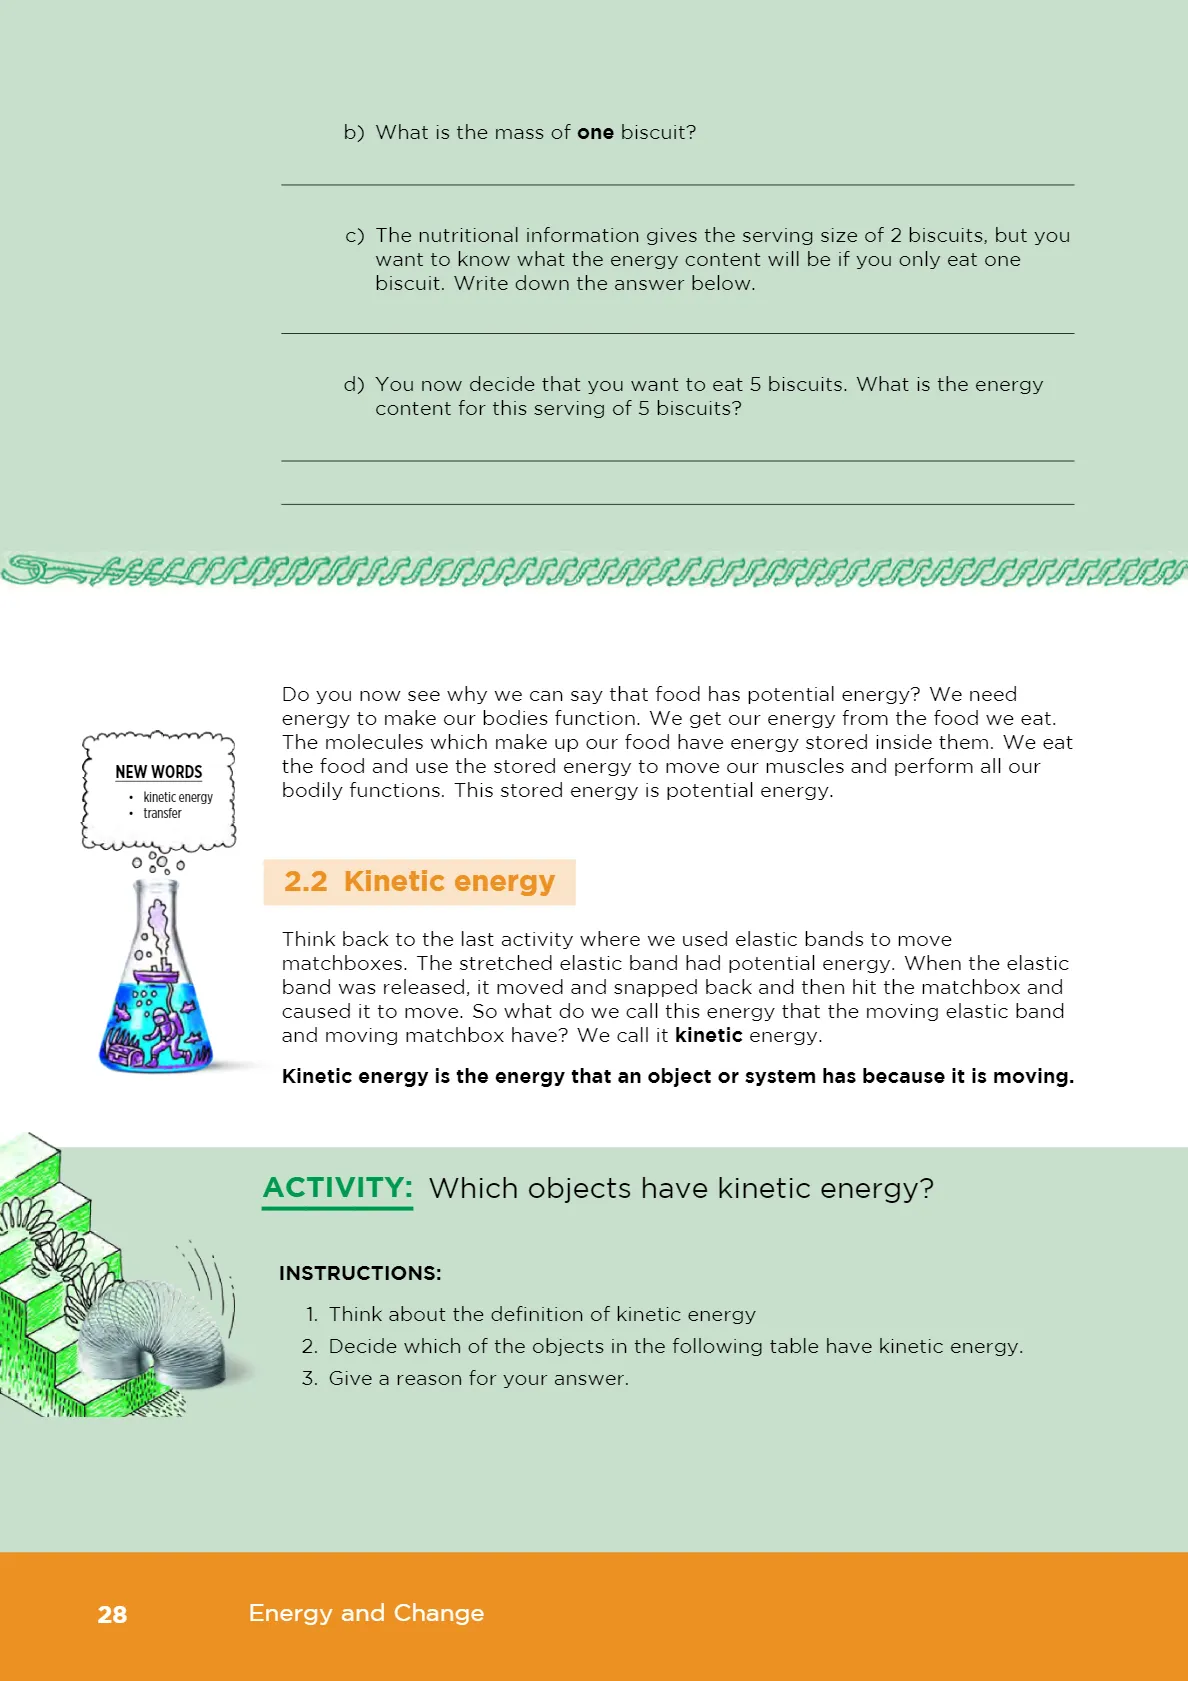 b) What is the mass of one biscuit?
c) The nutritional information gives the serving size of 2 biscuits, but you
want to know what the energy content will be if you only eat one
biscuit. Write down the answer below.
d) You now decide that you want to eat 5 biscuits. What is the energy
content for this serving of 5 biscuits?
Do you now see why we can say that food has potential energy? We need
energy to make our bodies function. We get our energy from the food we eat.
The molecules which make up our food have energy stored inside them. We eat
the food and use the stored energy to move our muscles and perform all our
bodily functions. This stored energy is potential energy.
NEW WORDS
• kinetic energy
• transfer
2.2 Kinetic energy
Think back to the last activity where we used elastic bands to move
matchboxes. The stretched elastic band had potential energy. When the elastic
band was released, it moved and snapped back and then hit the matchbox and
caused it to move. So what do we call this energy that the moving elastic band
and moving matchbox have? We call it kinetic energy.
Kinetic energy is the energy that an object or system has because it is moving.
ACTIVITY: Which objects have kinetic energy?
INSTRUCTIONS:
1. Think about the definition of kinetic energy
2. Decide which of the objects in the following table have kinetic energy.
3. Give a reason for your answer.
28 Energy and Change